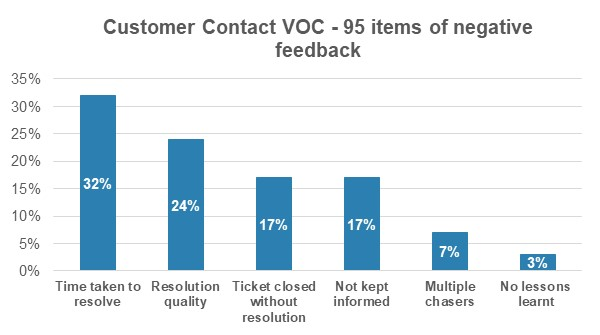 Customer Contact VOC - 95 items of negative
feedback
35%
30%
25%
20%
15%
10%
5%
0%
32%
24%
17%
17%
7%
3%
Time taken to
resolve
Resolution
quality
Ticket closed
without
resolution
Not kept
informed
Multiple
chasers
No lessons
learnt